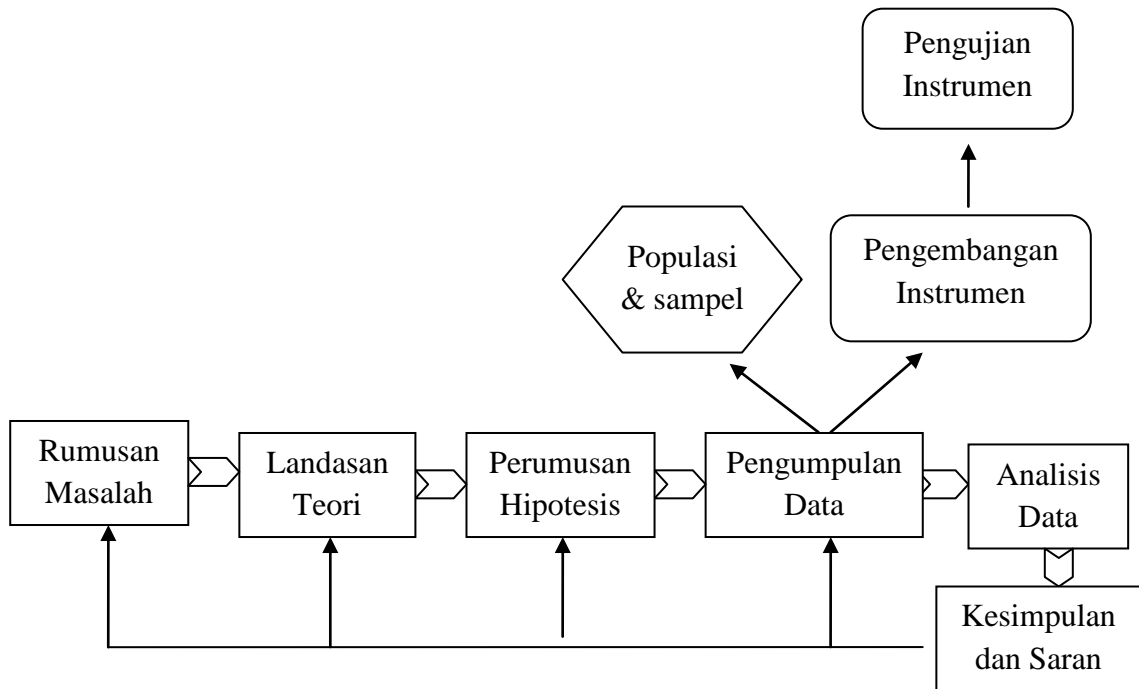 Pengujian
Instrumen
Populasi
& sampel
Pengembangan
Instrumen
Rumusan
Masalah
Landasan
Teori
Perumusan
Hipotesis
Pengumpulan
Data
Analisis
Data
Kesimpulan
dan Saran